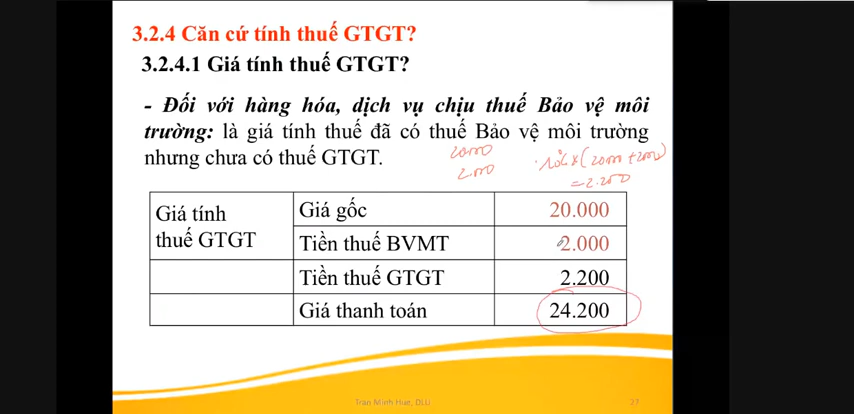 3.2.4 Căn cứ tính thuế GTGT?
3.2.4.1 Giá tính thuế GTGT?
- Đối với hàng hóa, dịch vụ chịu thuế Bảo vệ môi
trường: là giá tính thuế đã có thuế Bảo vệ môi trường
nhưng chưa có thuế GTGT.
20000
2.000
10% x (20000 + 2000)
= 2.200
Giá tính thuế GTGT Giá gốc 20.000
Tiền thuế BVMT 2.000
Tiền thuế GTGT 2.200
Giá thanh toán 24.200
Trần Minh Hiệp, DLU 27